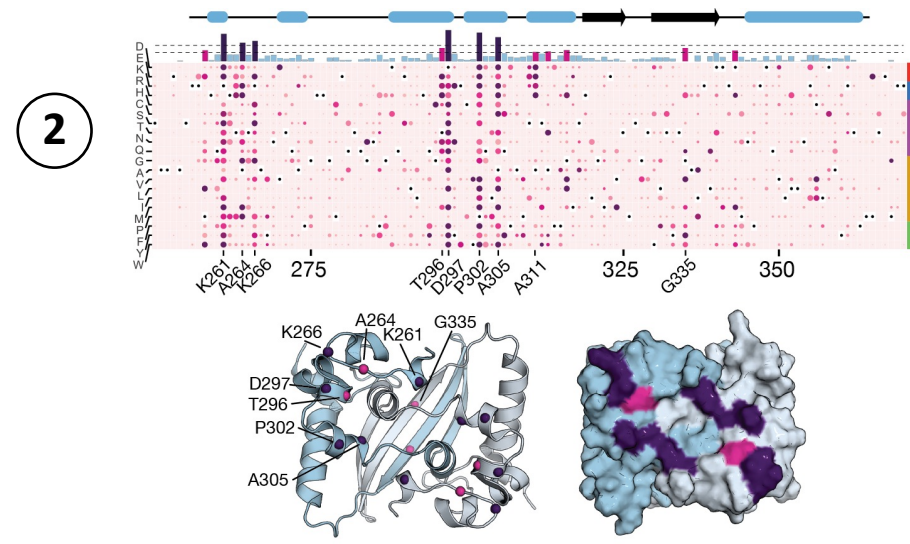 2
D
E
K
R
H
C
S
T
N
Q
G
A
V
L
I
M
P
F
Y
W
K261 A264 K266 275 T296 D297 P302 A305 A311 325 G335 350
A264 G335
K266 K261
D297
T296
P302
A305